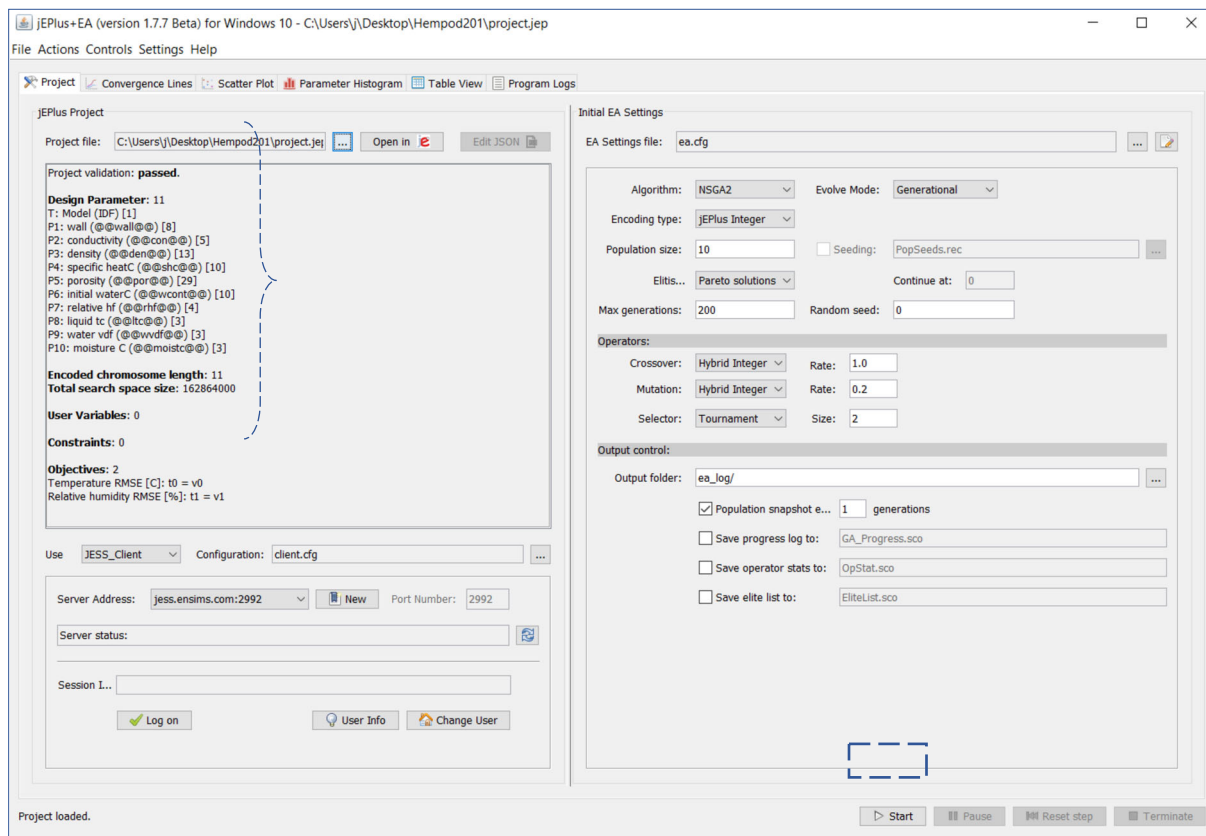 jEPlus+EA (version 1.7.7 Beta) for Windows 10 - C:\Users\j\Desktop\Hempod201\project.jep
File Actions Controls Settings Help
Project Convergence Lines Scatter Plot Parameter Histogram Table View Program Logs
jEPlus Project
Project file: C:\Users\j\Desktop\Hempod201\project.jep ... Open in Edit JSON
Project validation: passed.
Design Parameter: 11
T: Model (IDF) [1]
P1: wall (@@wall@@) [8]
P2: conductivity (@@con@@) [5]
P3: density (@@den@@) [13]
P4: specific heatC (@@shc@@) [10]
P5: porosity (@@por@@) [29]
P6: initial waterC (@@wcont@@) [10]
P7: relative hf (@@rhf@@) [4]
P8: liquid tc (@@ltc@@) [3]
P9: water vdf (@@wvdf@@) [3]
P10: moisture C (@@moistc@@) [3]
Encoded chromosome length: 11
Total search space size: 162864000
User Variables: 0
Constraints: 0
Objectives: 2
Temperature RMSE [C]: t0 = v0
Relative humidity RMSE [%]: t1 = v1
Use JESS_Client Configuration: client.cfg ...
Server Address: jess.ensims.com:2992 New Port Number: 2992
Server status:
Session I...
Log on User Info Change User
Initial EA Settings
EA Settings file: ea.cfg ...
Algorithm: NSGA2 Evolve Mode: Generational
Encoding type: jEPlus Integer
Population size: 10 Seeding: PopSeeds.rec ...
Elitis... Pareto solutions Continue at: 0
Max generations: 200 Random seed: 0
Operators:
Crossover: Hybrid Integer Rate: 1.0
Mutation: Hybrid Integer Rate: 0.2
Selector: Tournament Size: 2
Output control:
Output folder: ea_log/ ...
Population snapshot e... 1 generations
Save progress log to: GA_Progress.sco
Save operator stats to: OpStat.sco
Save elite list to: EliteList.sco
Project loaded. Start Pause Reset step Terminate